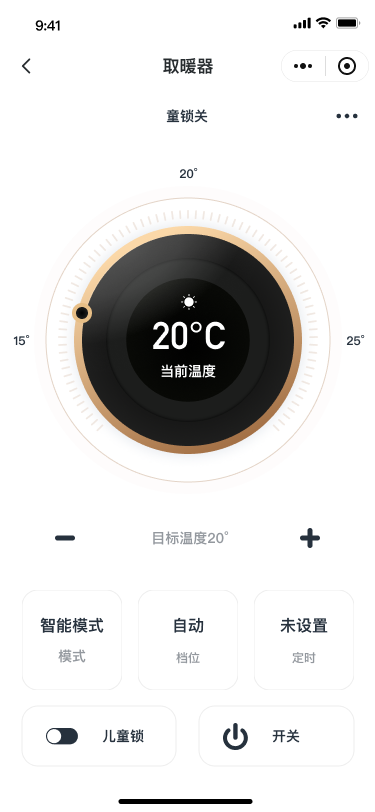 9:41
取暖器
童锁关
20°
20°C
当前温度
15°
25°
目标温度20°
智能模式
模式
自动
档位
未设置
定时
儿童锁
开关